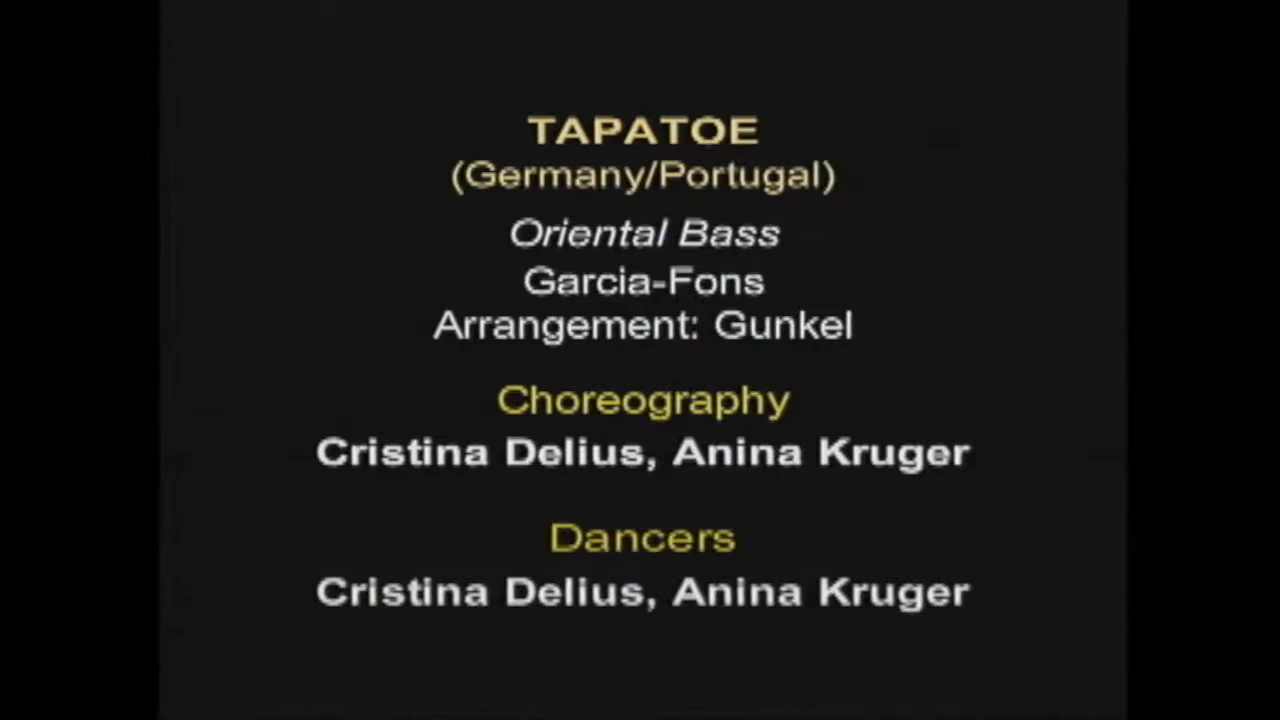 TAPATOE
(Germany/Portugal)
Oriental Bass
Garcia-Fons
Arrangement: Gunkel
Choreography
Cristina Delius, Anina Kruger
Dancers
Cristina Delius, Anina Kruger